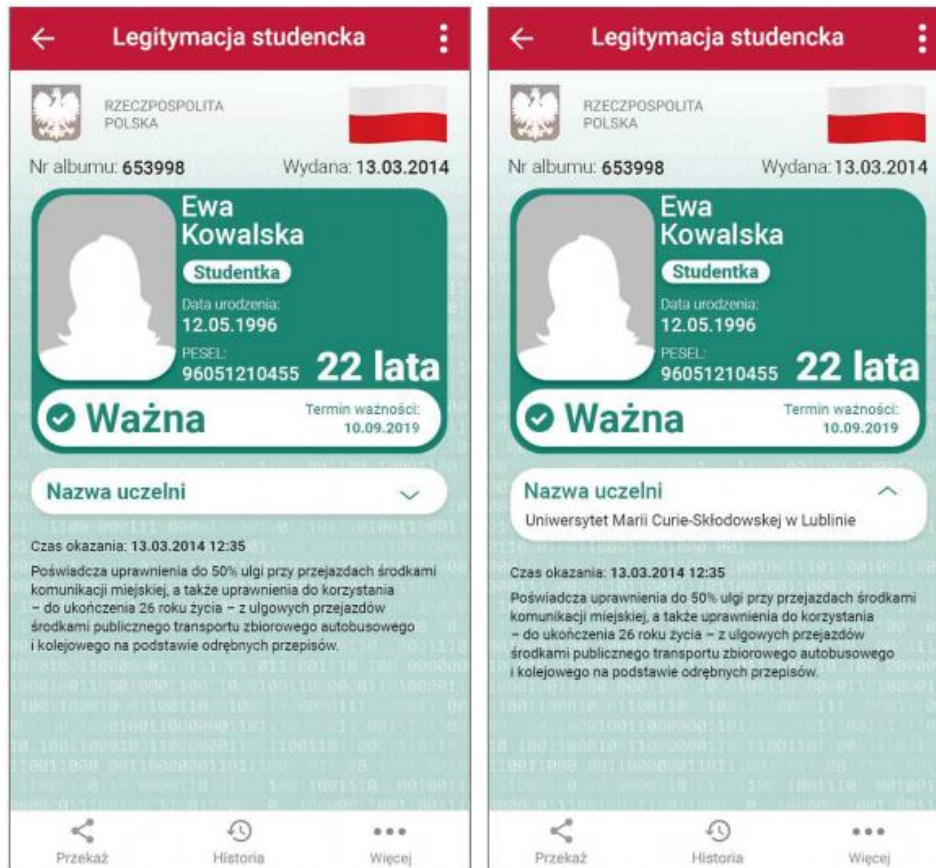 Legitymacja studencka
RZECZPOSPOLITA
POLSKA
Nr albumu: 653998 Wydana: 13.03.2014
Ewa
Kowalska
Studentka
Data urodzenia:
12.05.1996
PESEL:
96051210455 22 lata
Ważna Termin ważności:
10.09.2019
Nazwa uczelni
Czas okazania: 13.03.2014 12:35
Poświadcza uprawnienia do 50% ulgi przy przejazdach środkami
komunikacji miejskiej, a także uprawnienia do korzystania
– do ukończenia 26 roku życia – z ulgowych przejazdów
środkami publicznego transportu zbiorowego autobusowego
i kolejowego na podstawie odrębnych przepisów.
Przekaż Historia Więcej
Legitymacja studencka
RZECZPOSPOLITA
POLSKA
Nr albumu: 653998 Wydana: 13.03.2014
Ewa
Kowalska
Studentka
Data urodzenia:
12.05.1996
PESEL:
96051210455 22 lata
Ważna Termin ważności:
10.09.2019
Nazwa uczelni
Uniwersytet Marii Curie-Skłodowskej w Lublinie
Czas okazania: 13.03.2014 12:35
Poświadcza uprawnienia do 50% ulgi przy przejazdach środkami
komunikacji miejskiej, a także uprawnienia do korzystania
– do ukończenia 26 roku życia – z ulgowych przejazdów
środkami publicznego transportu zbiorowego autobusowego
i kolejowego na podstawie odrębnych przepisów.
Przekaż Historia Więcej